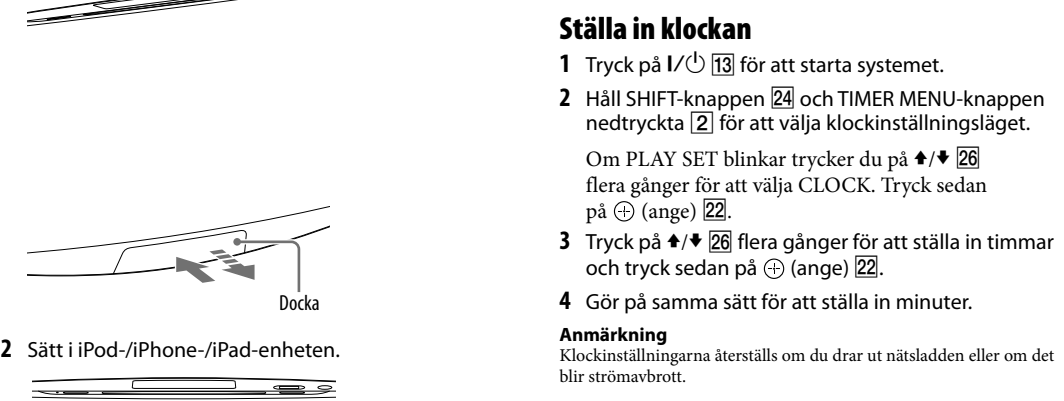 Docka
2 Sätt i iPod-/iPhone-/iPad-enheten.
Ställa in klockan
1 Tryck på I/⏻ 13 för att starta systemet.
2 Håll SHIFT-knappen 24 och TIMER MENU-knappen
nedtryckta 2 för att välja klockinställningsläget.
Om PLAY SET blinkar trycker du på ↑/↓ 26
flera gånger för att välja CLOCK. Tryck sedan
på ⊕ (ange) 22.
3 Tryck på ↑/↓ 26 flera gånger för att ställa in timmar
och tryck sedan på ⊕ (ange) 22.
4 Gör på samma sätt för att ställa in minuter.
Anmärkning
Klockinställningarna återställs om du drar ut nätsladden eller om det
blir strömavbrott.